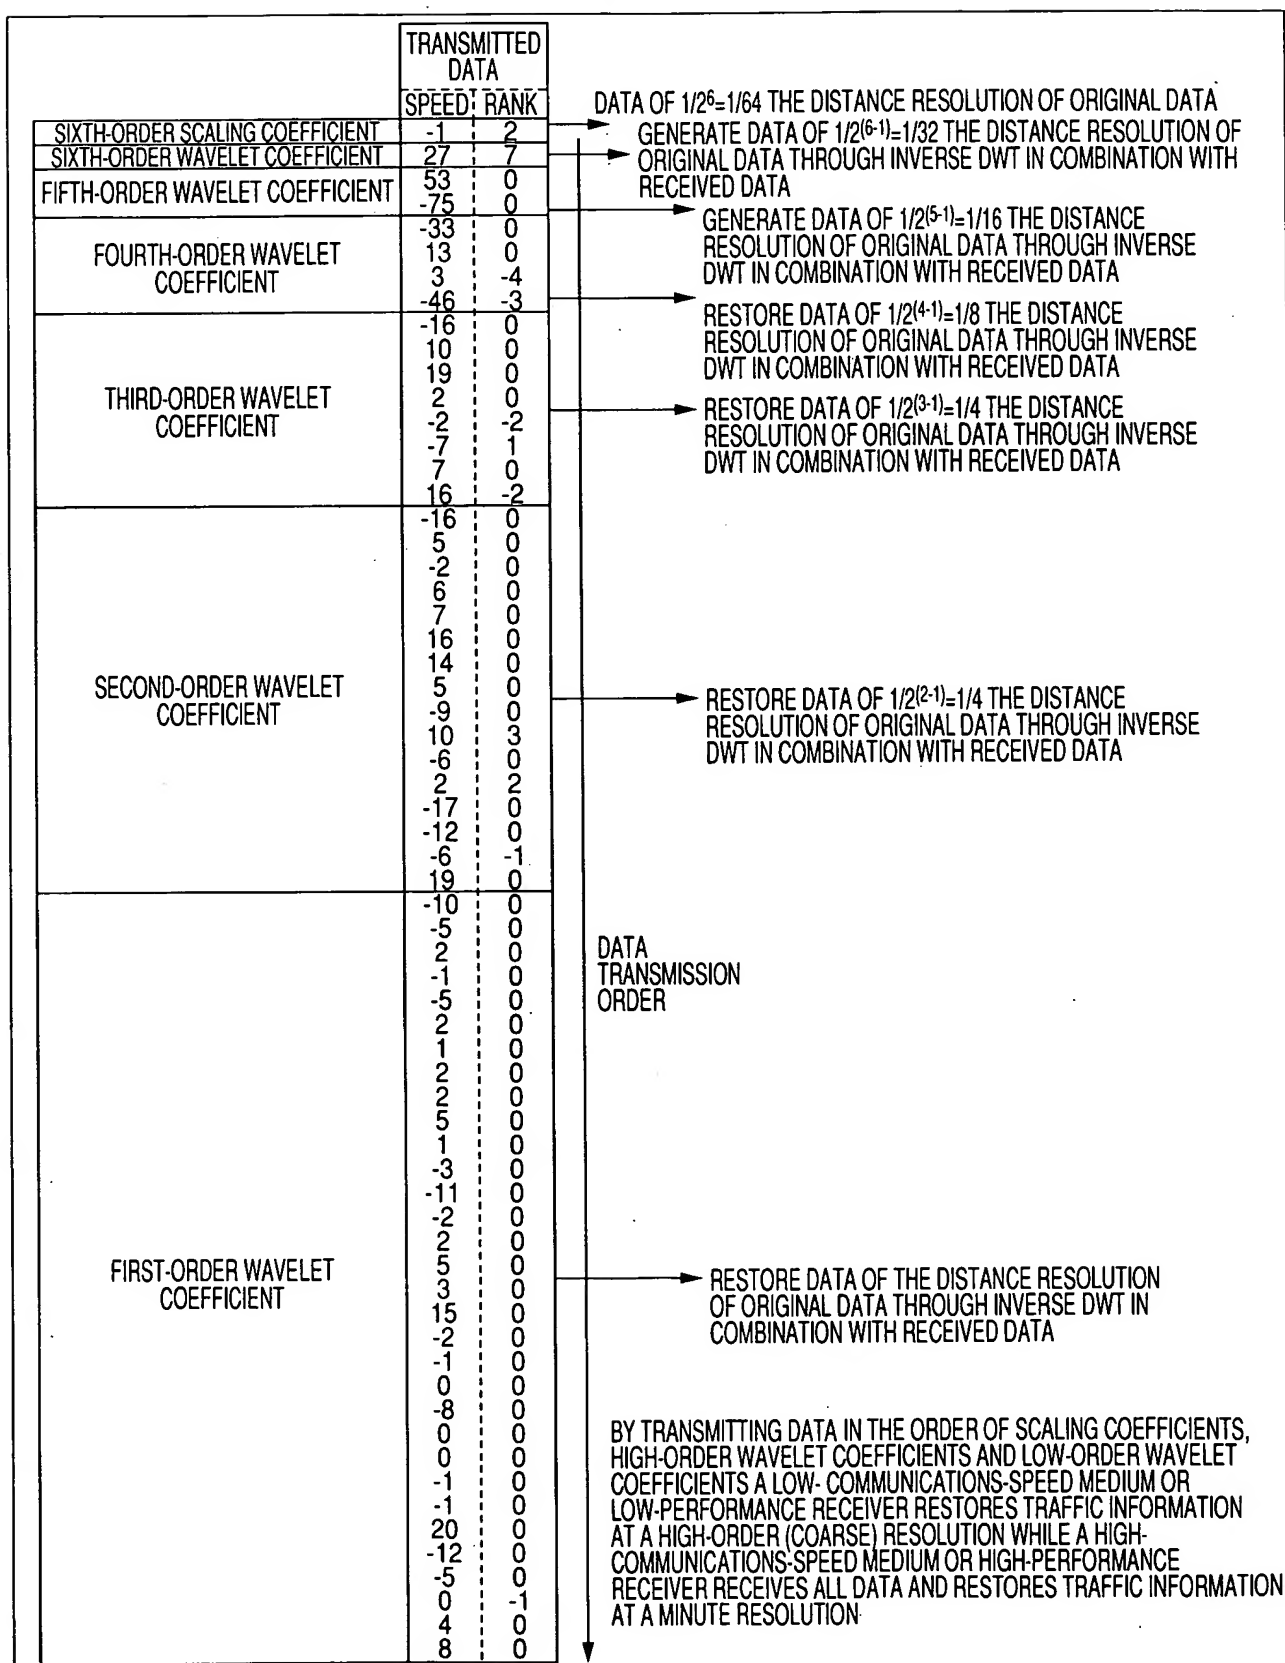 TRANSMITTED
DATA
SPEED RANK
DATA OF 1/2⁶=1/64 THE DISTANCE RESOLUTION OF ORIGINAL DATA
SIXTH-ORDER SCALING COEFFICIENT -1 2
GENERATE DATA OF 1/2(6-1)=1/32 THE DISTANCE RESOLUTION OF
ORIGINAL DATA THROUGH INVERSE DWT IN COMBINATION WITH
RECEIVED DATA
SIXTH-ORDER WAVELET COEFFICIENT 27 7
FIFTH-ORDER WAVELET COEFFICIENT
53 0
-75 0
GENERATE DATA OF 1/2(5-1)=1/16 THE DISTANCE
RESOLUTION OF ORIGINAL DATA THROUGH INVERSE
DWT IN COMBINATION WITH RECEIVED DATA
FOURTH-ORDER WAVELET
COEFFICIENT
-33 0
13 0
3 -4
-46 -3
RESTORE DATA OF 1/2(4-1)=1/8 THE DISTANCE
RESOLUTION OF ORIGINAL DATA THROUGH INVERSE
DWT IN COMBINATION WITH RECEIVED DATA
THIRD-ORDER WAVELET
COEFFICIENT
-16 0
10 0
19 0
2 0
-2 -2
-7 1
7 0
16 -2
RESTORE DATA OF 1/2(3-1)=1/4 THE DISTANCE
RESOLUTION OF ORIGINAL DATA THROUGH INVERSE
DWT IN COMBINATION WITH RECEIVED DATA
SECOND-ORDER WAVELET
COEFFICIENT
-16 0
5 0
-2 0
6 0
7 0
16 0
14 0
5 0
-9 0
10 3
-6 0
2 2
-17 0
-12 0
-6 -1
19 0
RESTORE DATA OF 1/2(2-1)=1/4 THE DISTANCE
RESOLUTION OF ORIGINAL DATA THROUGH INVERSE
DWT IN COMBINATION WITH RECEIVED DATA
FIRST-ORDER WAVELET
COEFFICIENT
-10 0
-5 0
2 0
-1 0
-5 0
2 0
1 0
2 0
2 0
5 0
1 0
-3 0
-11 0
-2 0
2 0
5 0
3 0
15 0
-2 0
-1 0
0 0
-8 0
0 0
0 0
-1 0
-1 0
20 0
-12 0
-5 0
0 -1
4 0
8 0
DATA
TRANSMISSION
ORDER
RESTORE DATA OF THE DISTANCE RESOLUTION
OF ORIGINAL DATA THROUGH INVERSE DWT IN
COMBINATION WITH RECEIVED DATA
BY TRANSMITTING DATA IN THE ORDER OF SCALING COEFFICIENTS,
HIGH-ORDER WAVELET COEFFICIENTS AND LOW-ORDER WAVELET
COEFFICIENTS A LOW- COMMUNICATIONS-SPEED MEDIUM OR
LOW-PERFORMANCE RECEIVER RESTORES TRAFFIC INFORMATION
AT A HIGH-ORDER (COARSE) RESOLUTION WHILE A HIGH-
COMMUNICATIONS-SPEED MEDIUM OR HIGH-PERFORMANCE
RECEIVER RECEIVES ALL DATA AND RESTORES TRAFFIC INFORMATION
AT A MINUTE RESOLUTION